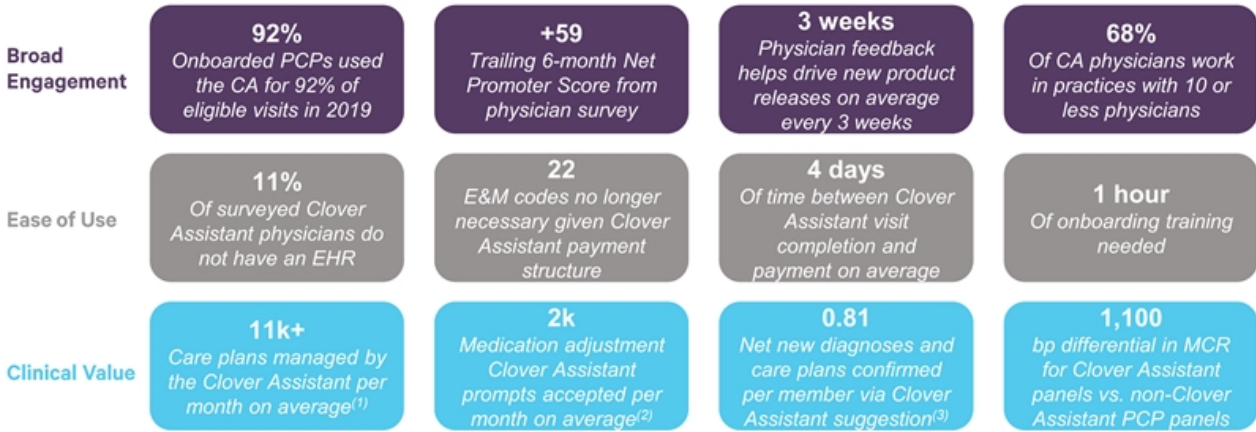 Broad
Engagement
92%
Onboarded PCPs used
the CA for 92% of
eligible visits in 2019
+59
Trailing 6-month Net
Promoter Score from
physician survey
3 weeks
Physician feedback
helps drive new product
releases on average
every 3 weeks
68%
Of CA physicians work
in practices with 10 or
less physicians
Ease of Use
11%
Of surveyed Clover
Assistant physicians do
not have an EHR
22
E&M codes no longer
necessary given Clover
Assistant payment
structure
4 days
Of time between Clover
Assistant visit
completion and
payment on average
1 hour
Of onboarding training
needed
Clinical Value
11k+
Care plans managed by
the Clover Assistant per
month on average(1)
2k
Medication adjustment
Clover Assistant
prompts accepted per
month on average(2)
0.81
Net new diagnoses and
care plans confirmed
per member via Clover
Assistant suggestion(3)
1,100
bp differential in MCR
for Clover Assistant
panels vs. non-Clover
Assistant PCP panels